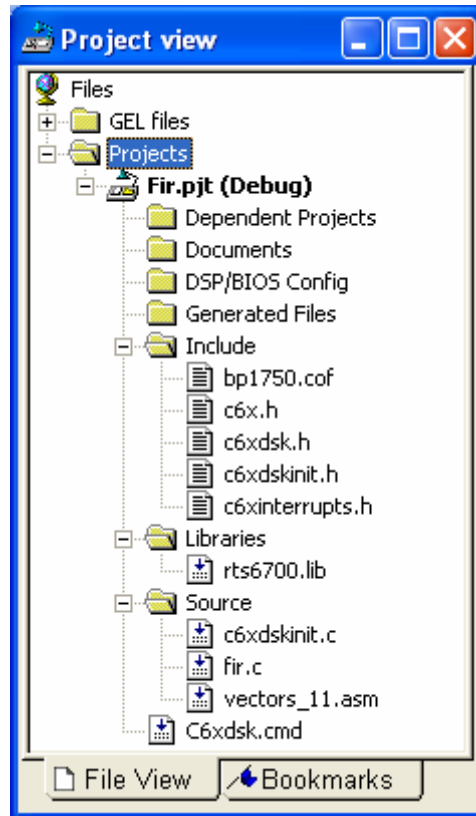 Project view
Files
GEL files
Projects
Fir.pjt (Debug)
Dependent Projects
Documents
DSP/BIOS Config
Generated Files
Include
bp1750.cof
c6x.h
c6xdsk.h
c6xdskinit.h
c6xinterrupts.h
Libraries
rts6700.lib
Source
c6xdskinit.c
fir.c
vectors_11.asm
C6xdsk.cmd
File View Bookmarks